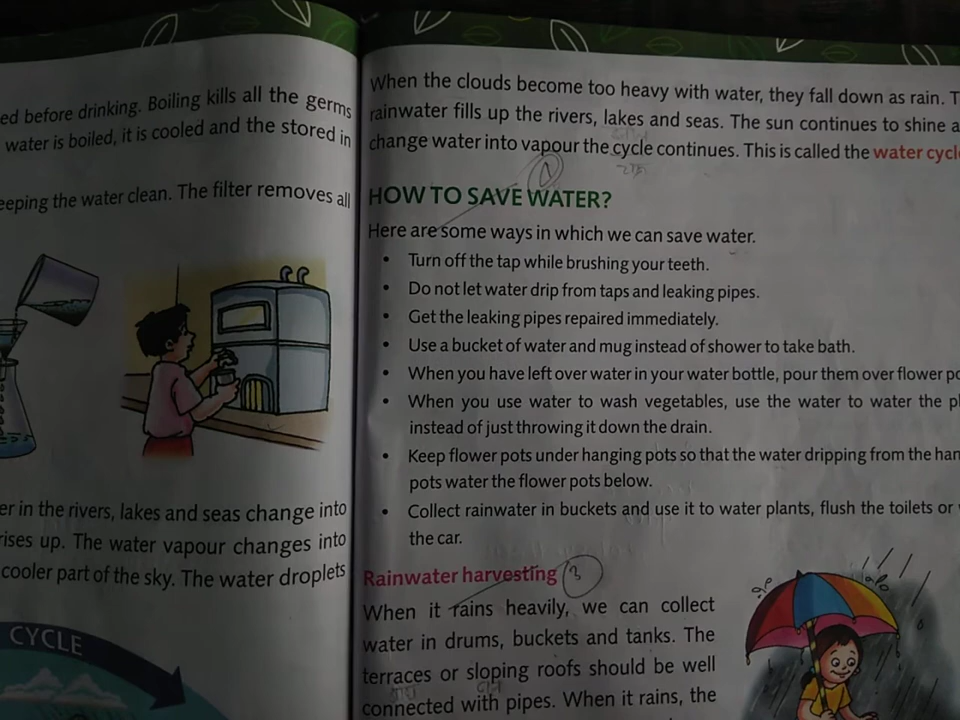 ed before drinking. Boiling kills all the germs
water is boiled, it is cooled and the stored in
eeping the water clean. The filter removes all
er in the rivers, lakes and seas change into
rises up. The water vapour changes into
cooler part of the sky. The water droplets
CYCLE
When the clouds become too heavy with water, they fall down as rain. T
rainwater fills up the rivers, lakes and seas. The sun continues to shine a
change water into vapour the cycle continues. This is called the water cycle
1
HOW TO SAVE WATER?
Here are some ways in which we can save water.
• Turn off the tap while brushing your teeth.
• Do not let water drip from taps and leaking pipes.
• Get the leaking pipes repaired immediately.
• Use a bucket of water and mug instead of shower to take bath.
• When you have left over water in your water bottle, pour them over flower po
• When you use water to wash vegetables, use the water to water the pl
instead of just throwing it down the drain.
• Keep flower pots under hanging pots so that the water dripping from the han
pots water the flower pots below.
• Collect rainwater in buckets and use it to water plants, flush the toilets or
the car.
Rainwater harvesting 3
When it rains heavily, we can collect
water in drums, buckets and tanks. The
terraces or sloping roofs should be well
connected with pipes. When it rains, the